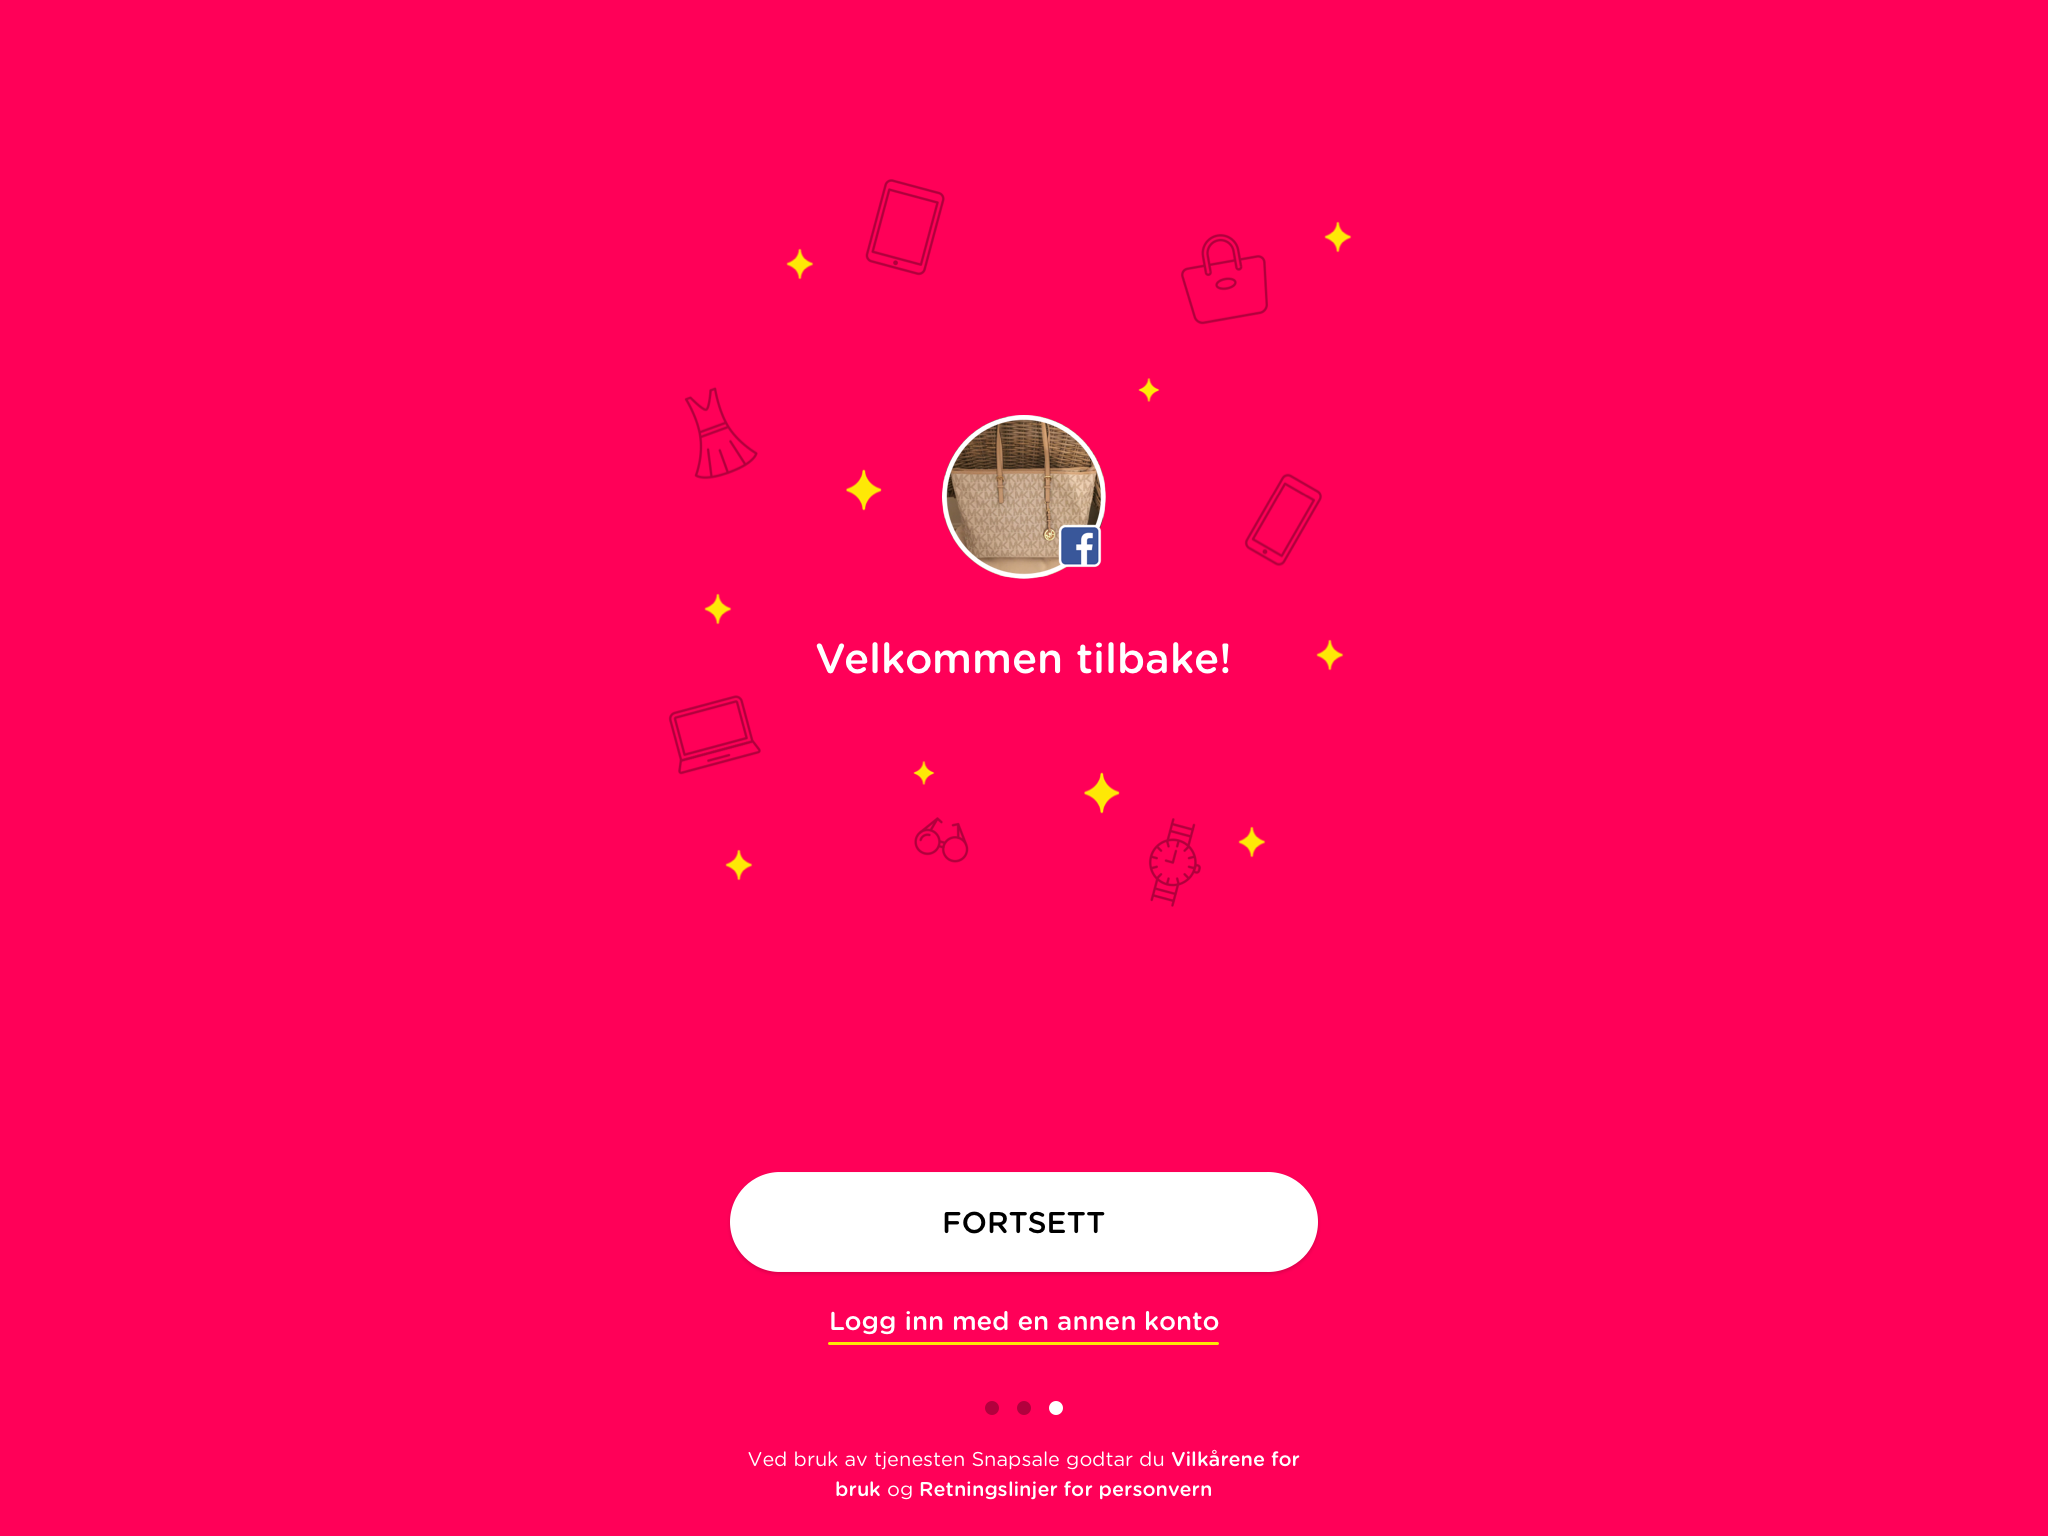 Velkommen tilbake!
FORTSETT
Logg inn med en annen konto
Ved bruk av tjenesten Snapsale godtar du Vilkårene for
bruk og Retningslinjer for personvern